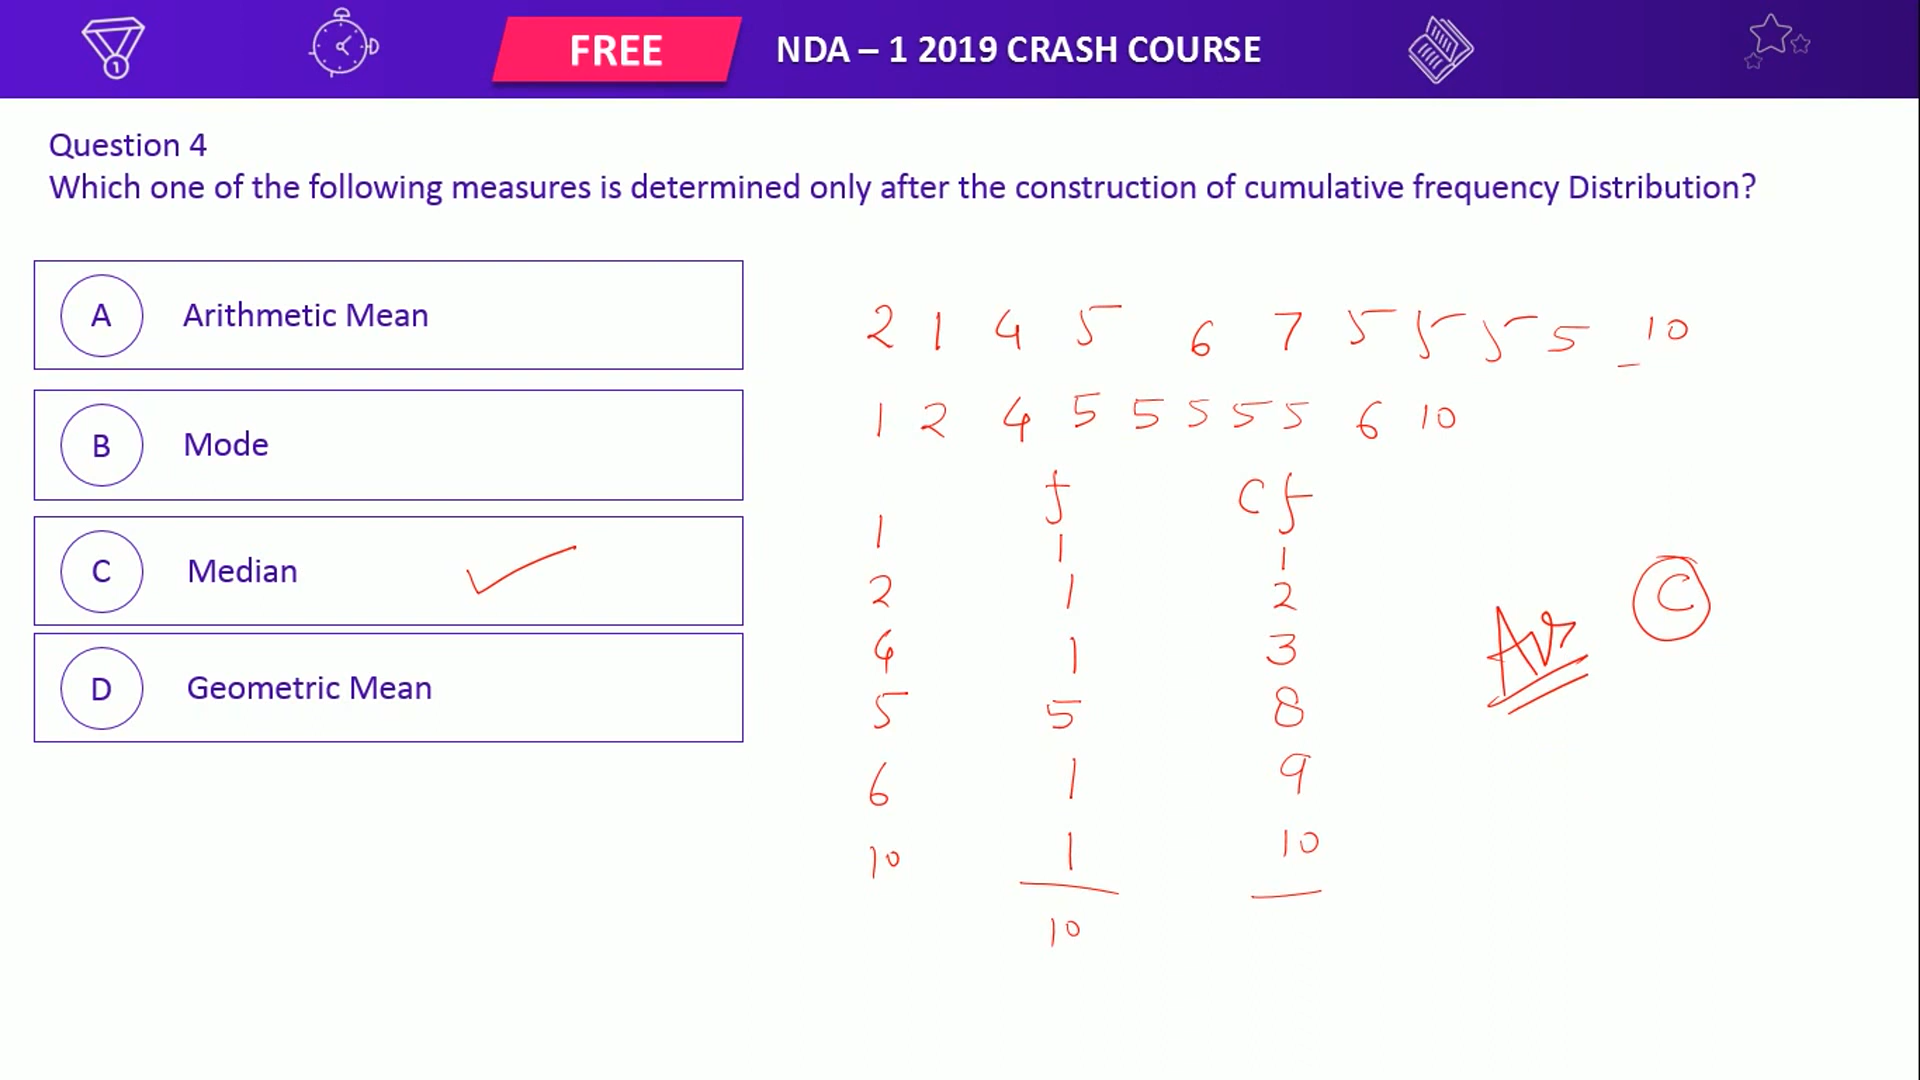 FREE NDA – 1 2019 CRASH COURSE
1
Question 4
Which one of the following measures is determined only after the construction of cumulative frequency Distribution?
A Arithmetic Mean
B Mode
C Median
D Geometric Mean
2 1 4 5 6 7 5 5 5 5 10
1 2 4 5 5 5 5 5 6 10
f Cf
1 1 1
2 1 2
4 1 3
5 5 8
6 1 9
10 1 10
10
C